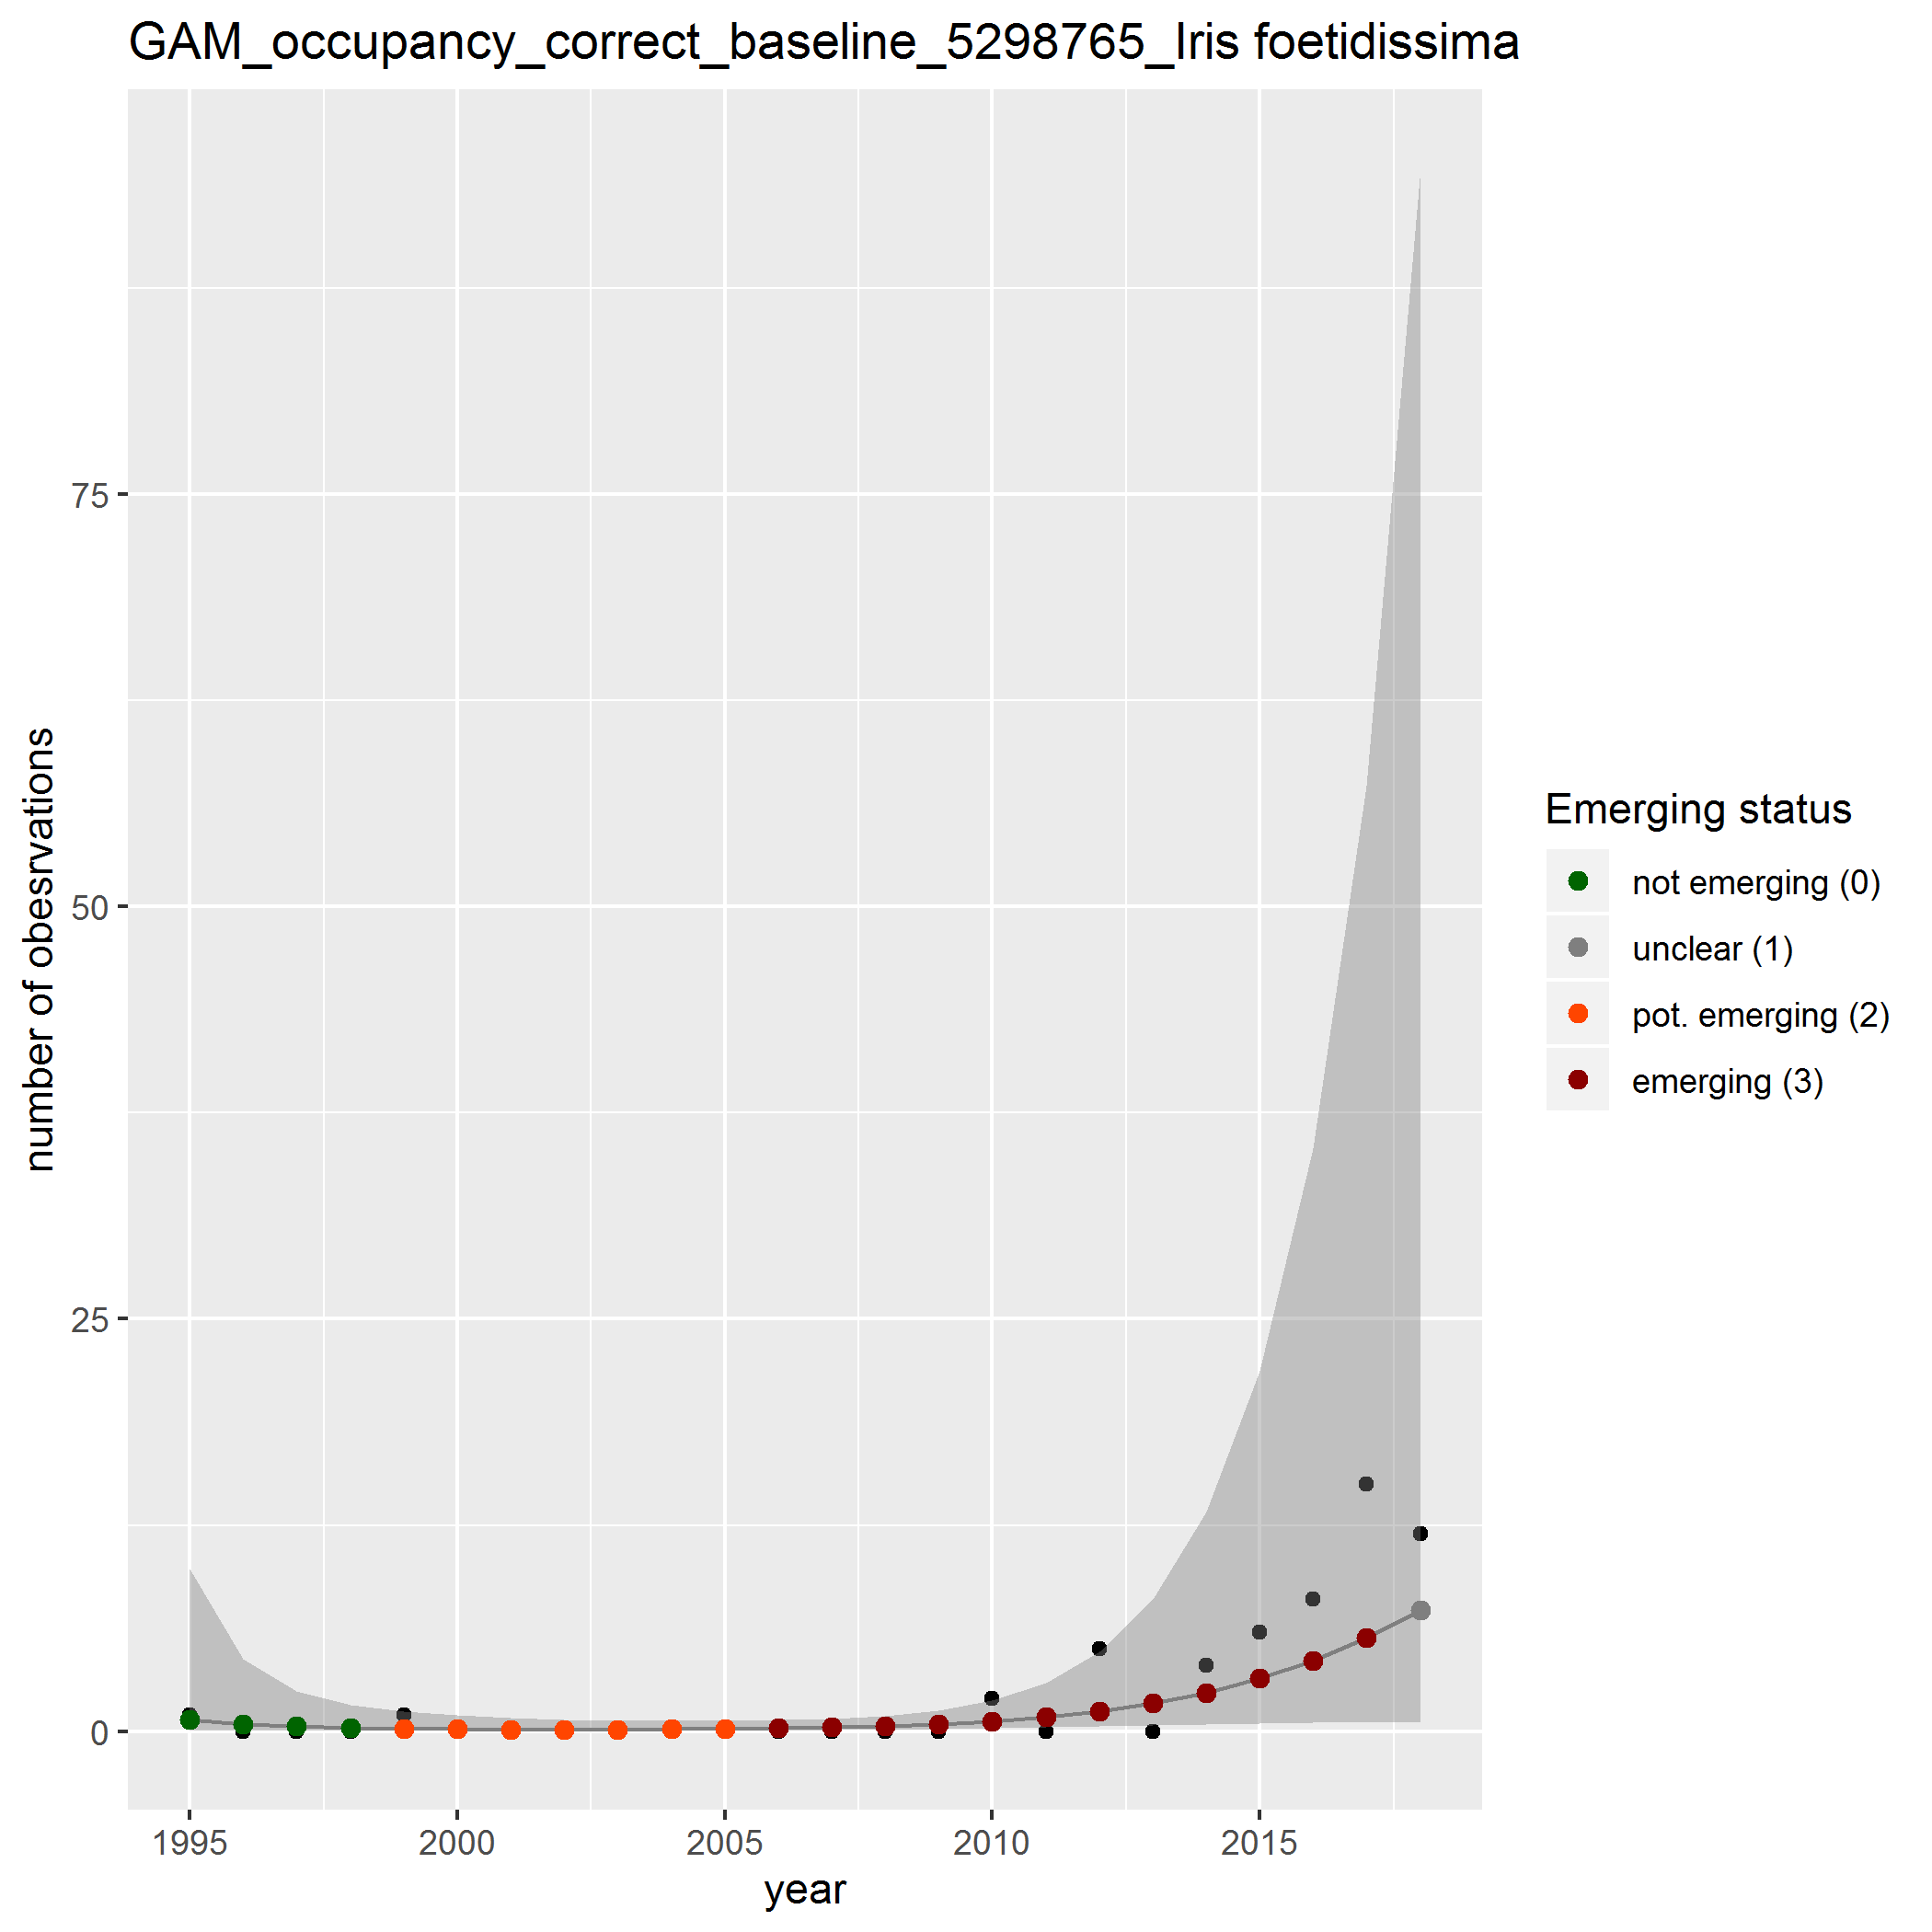 GAM_occupancy_correct_baseline_5298765_Iris foetidissima
number of obesrvations
75
50
25
0
1995 2000 2005 2010 2015
year
Emerging status
not emerging (0)
unclear (1)
pot. emerging (2)
emerging (3)